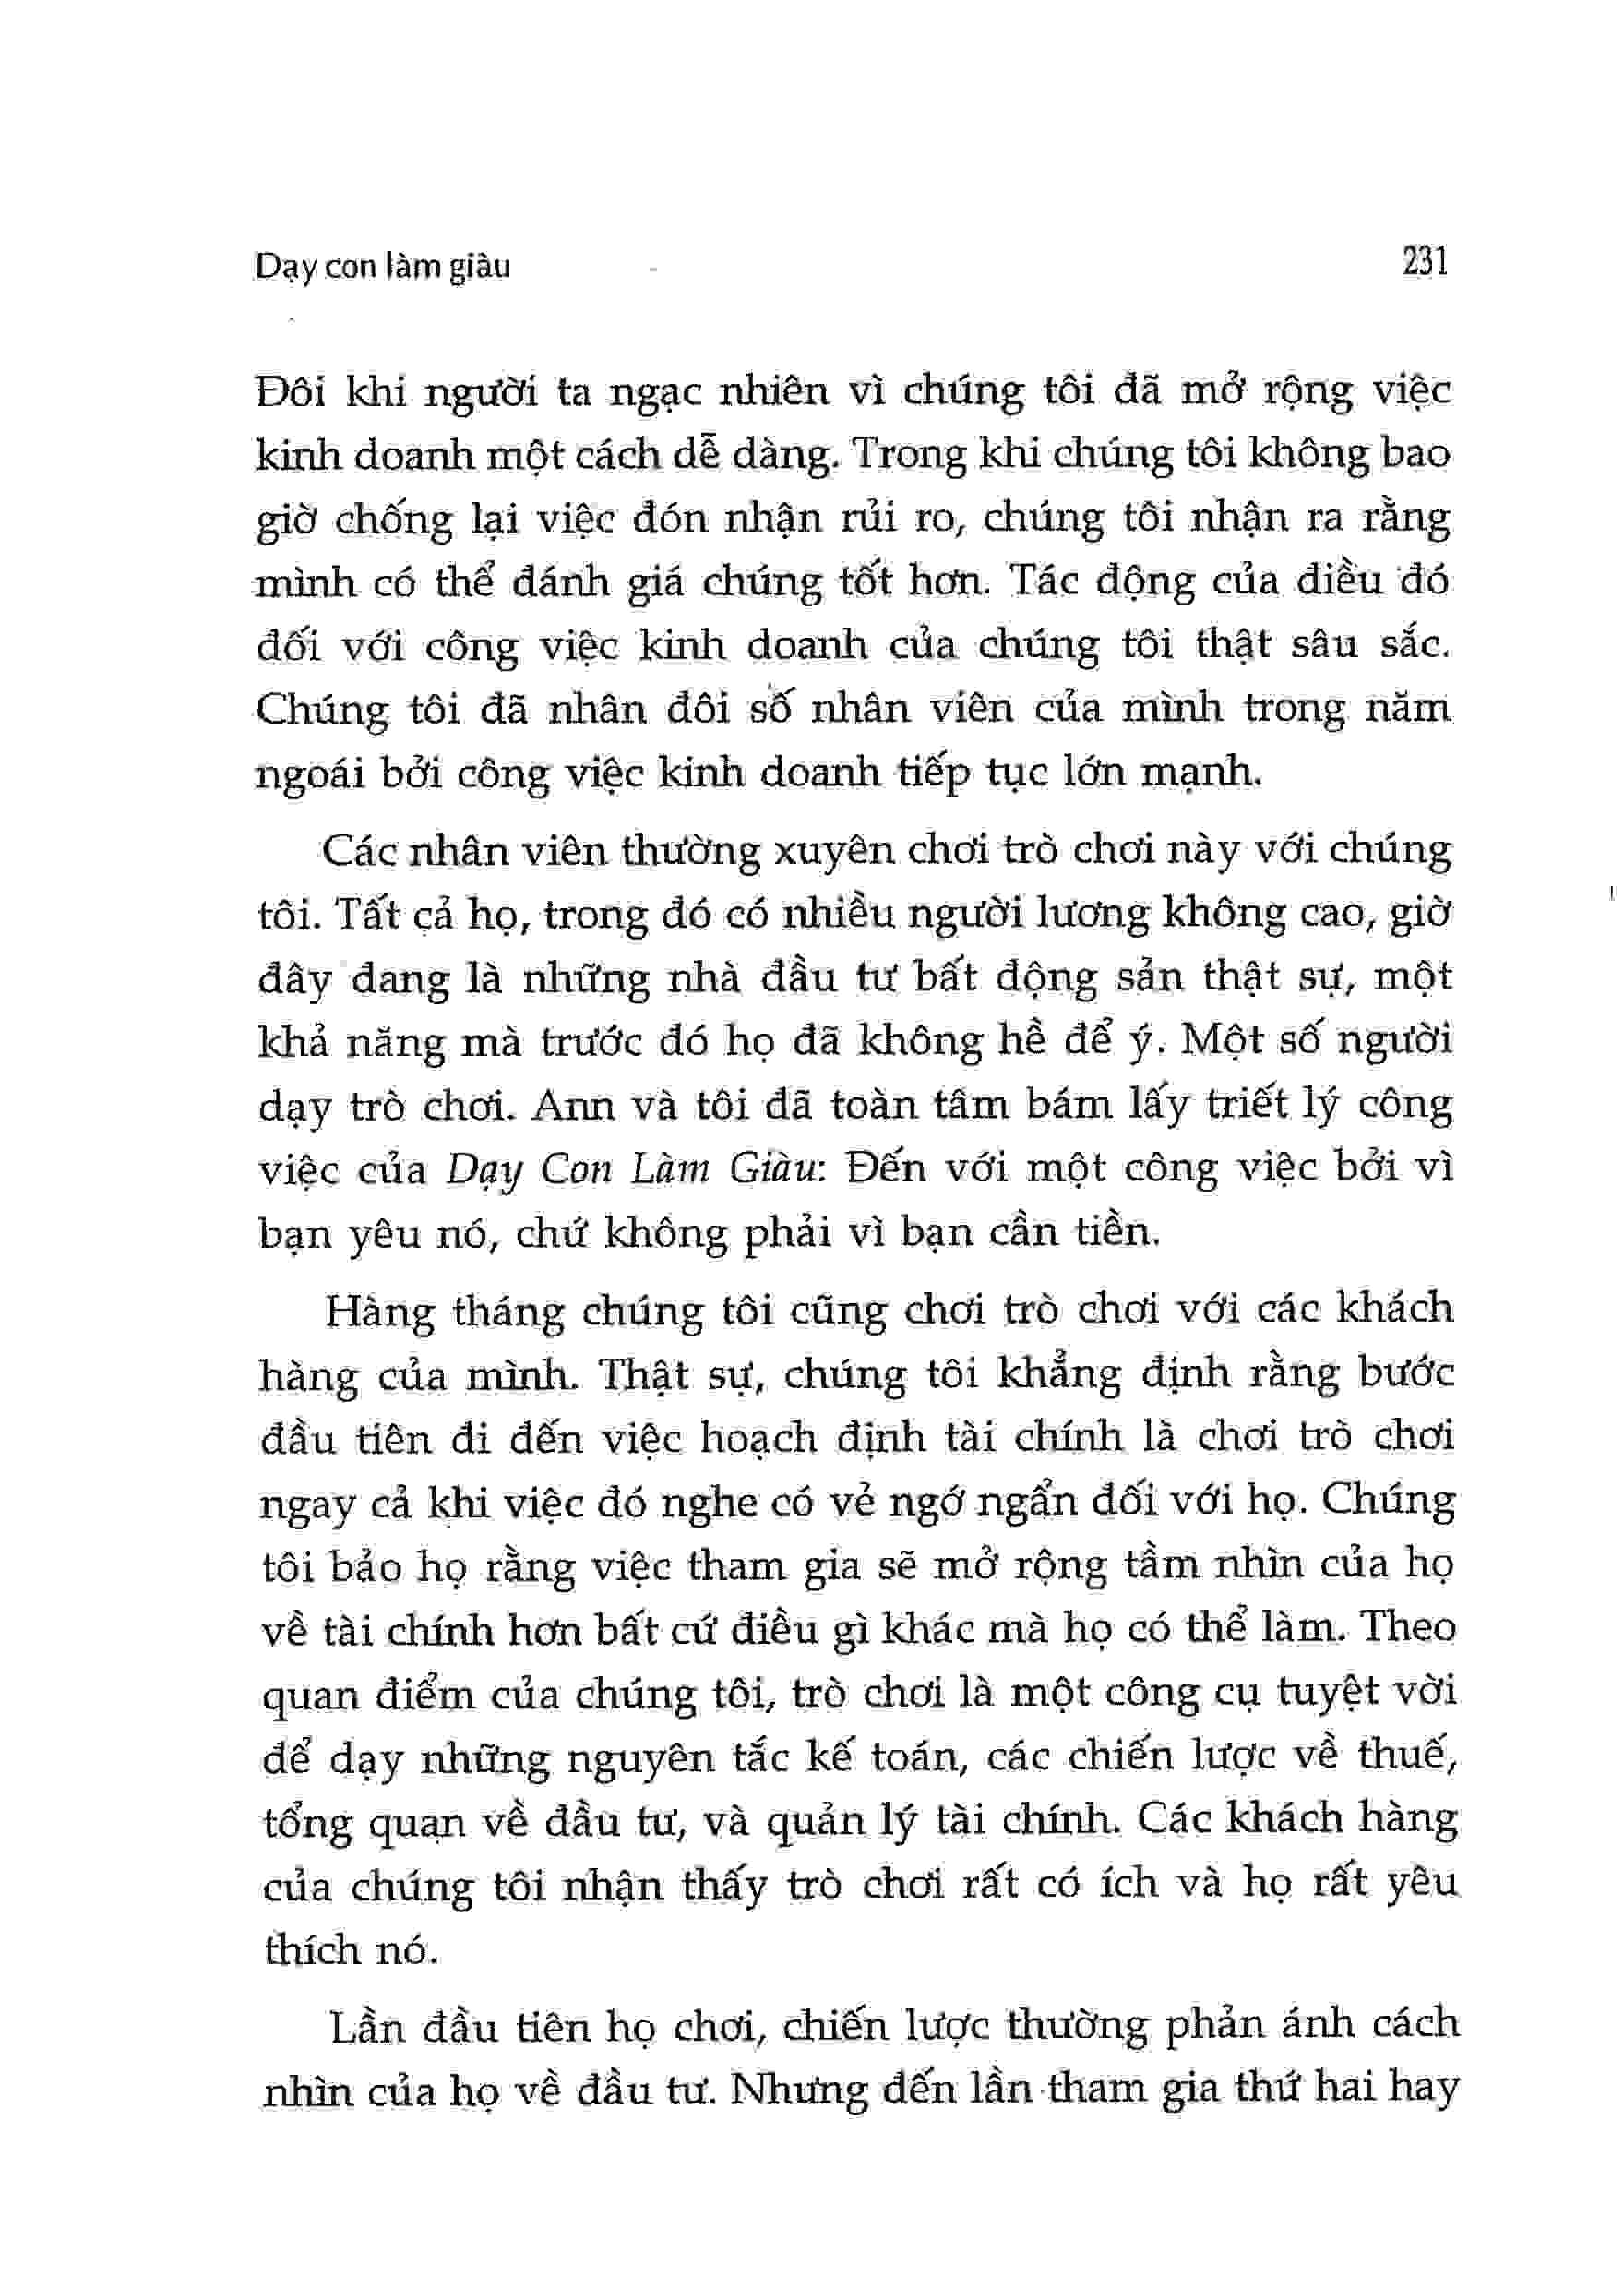 Dạy con làm giàu
231
Đôi khi người ta ngạc nhiên vì chúng tôi đã mở rộng việc
kinh doanh một cách dễ dàng. Trong khi chúng tôi không bao
giờ chống lại việc đón nhận rủi ro, chúng tôi nhận ra rằng
mình có thể đánh giá chúng tốt hơn. Tác động của điều đó
đối với công việc kinh doanh của chúng tôi thật sâu sắc.
Chúng tôi đã nhân đôi số nhân viên của mình trong năm
ngoái bởi công việc kinh doanh tiếp tục lớn mạnh.
Các nhân viên thường xuyên chơi trò chơi này với chúng
tôi. Tất cả họ, trong đó có nhiều người lương không cao, giờ
đây đang là những nhà đầu tư bất động sản thật sự, một
khả năng mà trước đó họ đã không hề để ý. Một số người
dạy trò chơi. Ann và tôi đã toàn tâm bám lấy triết lý công
việc của Dạy Con Làm Giàu: Đến với một công việc bởi vì
bạn yêu nó, chứ không phải vì bạn cần tiền.
Hàng tháng chúng tôi cũng chơi trò chơi với các khách
hàng của mình. Thật sự, chúng tôi khẳng định rằng bước
đầu tiên đi đến việc hoạch định tài chính là chơi trò chơi
ngay cả khi việc đó nghe có vẻ ngớ ngẩn đối với họ. Chúng
tôi bảo họ rằng việc tham gia sẽ mở rộng tầm nhìn của họ
về tài chính hơn bất cứ điều gì khác mà họ có thể làm. Theo
quan điểm của chúng tôi, trò chơi là một công cụ tuyệt vời
để dạy những nguyên tắc kế toán, các chiến lược về thuế,
tổng quan về đầu tư, và quản lý tài chính. Các khách hàng
của chúng tôi nhận thấy trò chơi rất có ích và họ rất yêu
thích nó.
Lần đầu tiên họ chơi, chiến lược thường phản ánh cách
nhìn của họ về đầu tư. Nhưng đến lần tham gia thứ hai hay